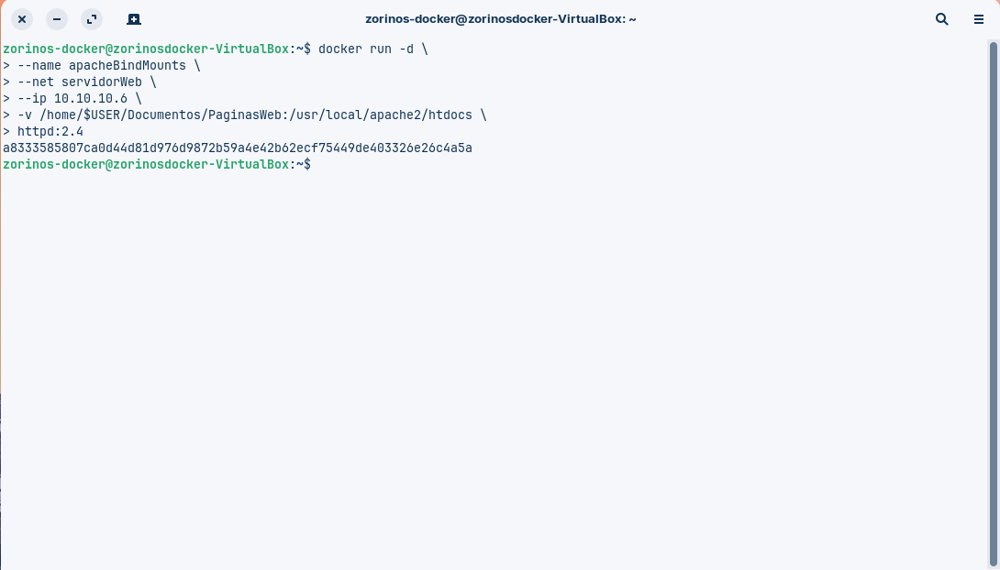 zorinos-docker@zorinosdocker-VirtualBox: ~
zorinos-docker@zorinosdocker-VirtualBox:~$ docker run -d \
> --name apacheBindMounts \
> --net servidorWeb \
> --ip 10.10.10.6 \
> -v /home/$USER/Documentos/PaginasWeb:/usr/local/apache2/htdocs \
> httpd:2.4
a8333585807ca0d44d81d976d9872b59a4e42b62ecf75449de403326e26c4a5a
zorinos-docker@zorinosdocker-VirtualBox:~$